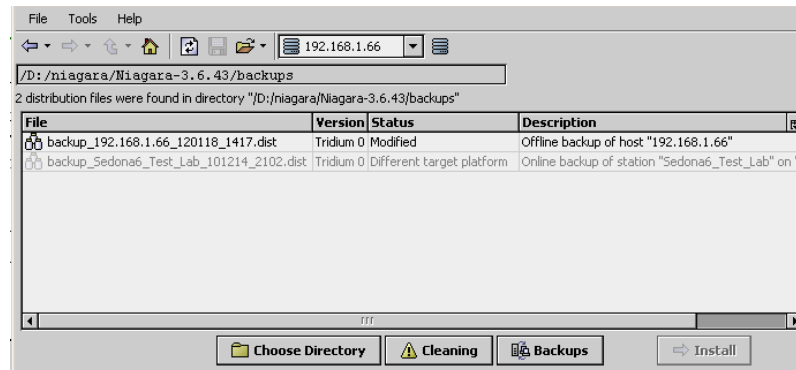 File Tools Help
192.168.1.66
/D:/niagara/Niagara-3.6.43/backups
2 distribution files were found in directory "/D:/niagara/Niagara-3.6.43/backups"
File Version Status Description
backup_192.168.1.66_120118_1417.dist Tridium 0 Modified Offline backup of host "192.168.1.66"
backup_Sedona6_Test_Lab_101214_2102.dist Tridium 0 Different target platform Online backup of station "Sedona6_Test_Lab" on "
Choose Directory Cleaning Backups Install